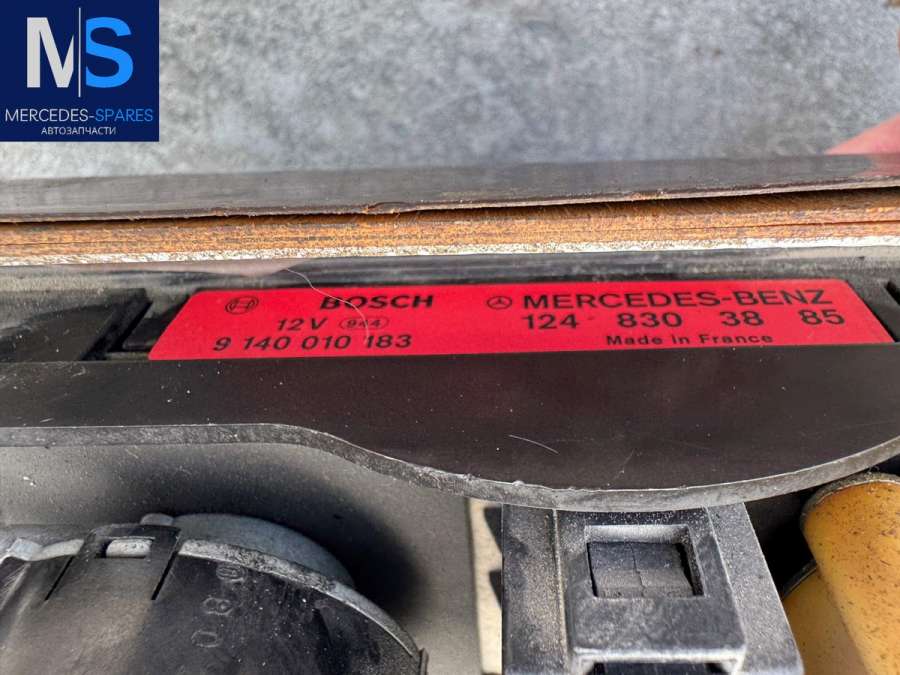 MS
MERCEDES-SPARES
АВТОЗАПЧАСТИ
BOSCH MERCEDES-BENZ
12V 944 124 830 38 85
9 140 010 183 Made in France